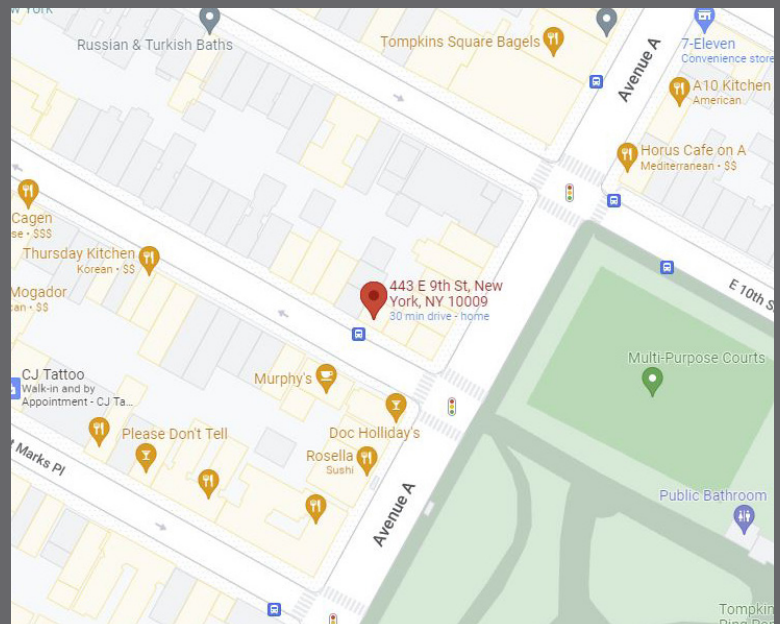 w York
Russian & Turkish Baths
Tompkins Square Bagels
Avenue A
7-Eleven
Convenience store
A10 Kitchen
American
Horus Cafe on A
Mediterranean • $$
Cagen
se • $$$
Thursday Kitchen
Korean • $$
Mogador
can • $$
443 E 9th St, New
York, NY 10009
30 min drive - home
E 10th S
Multi-Purpose Courts
CJ Tattoo
Walk-in and by
Appointment - CJ Ta...
Murphy's
Please Don't Tell
Doc Holliday's
Rosella
Sushi
t Marks Pl
Avenue A
Public Bathroom
Tompkin